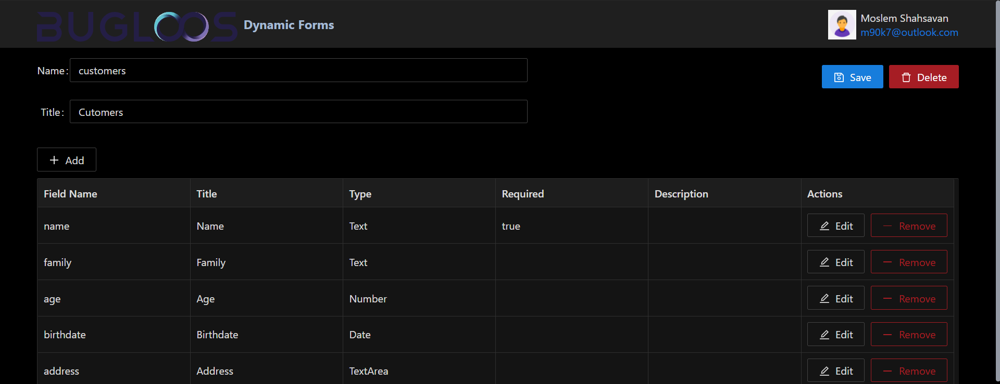 BUGLOOS Dynamic Forms
Moslem Shahsavan
m90k7@outlook.com
Name: customers
Save Delete
Title: Cutomers
+ Add
Field Name Title Type Required Description Actions
name Name Text true Edit Remove
family Family Text Edit Remove
age Age Number Edit Remove
birthdate Birthdate Date Edit Remove
address Address TextArea Edit Remove